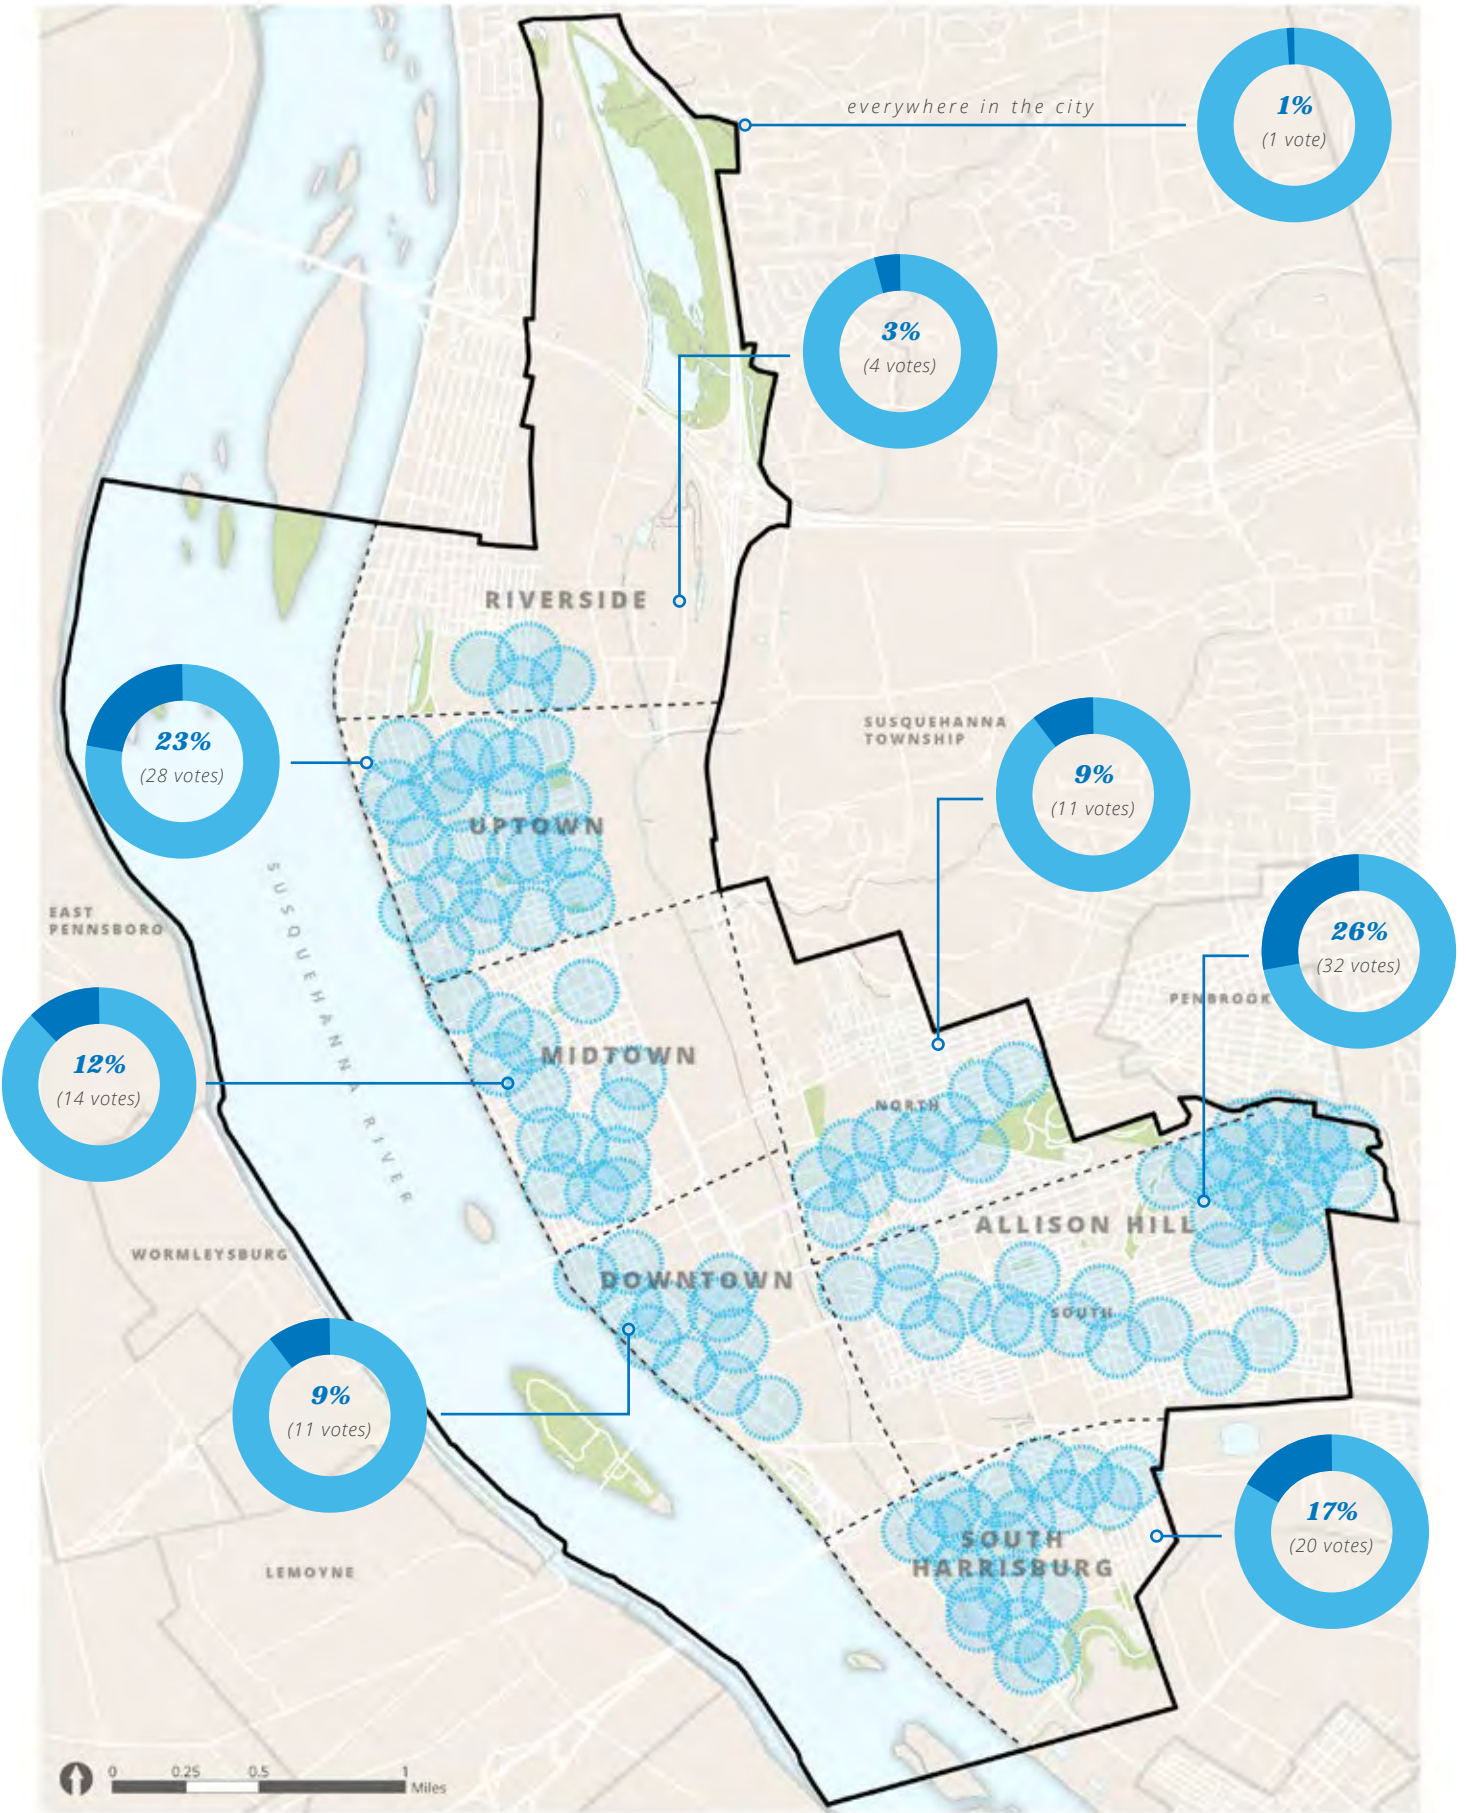 everywhere in the city
1%
(1 vote)
3%
(4 votes)
RIVERSIDE
23%
(28 votes)
SUSQUEHANNA
TOWNSHIP
9%
(11 votes)
UPTOWN
EAST
PENNSBORO
SUSQUEHANNA RIVER
26%
(32 votes)
PENBROOK
12%
(14 votes)
MIDTOWN
NORTH
ALLISON HILL
WORMLEYSBURG
DOWNTOWN
SOUTH
9%
(11 votes)
17%
(20 votes)
SOUTH
HARRISBURG
LEMOYNE
0 0.25 0.5 1
Miles